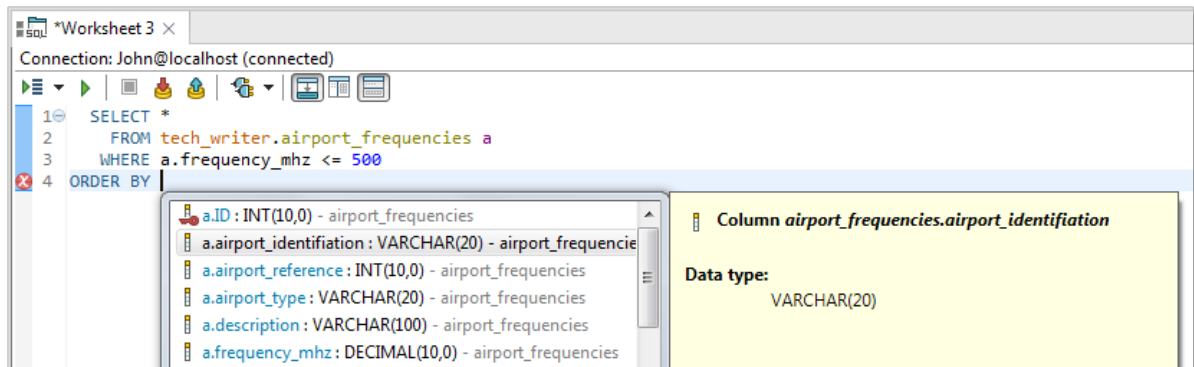 SQL *Worksheet 3
Connection: John@localhost (connected)
1 SELECT *
2 FROM tech_writer.airport_frequencies a
3 WHERE a.frequency_mhz <= 500
4 ORDER BY
a.ID : INT(10,0) - airport_frequencies
a.airport_identifiation : VARCHAR(20) - airport_frequencie
a.airport_reference : INT(10,0) - airport_frequencies
a.airport_type : VARCHAR(20) - airport_frequencies
a.description : VARCHAR(100) - airport_frequencies
a.frequency_mhz : DECIMAL(10,0) - airport_frequencies
Column airport_frequencies.airport_identifiation
Data type:
VARCHAR(20)